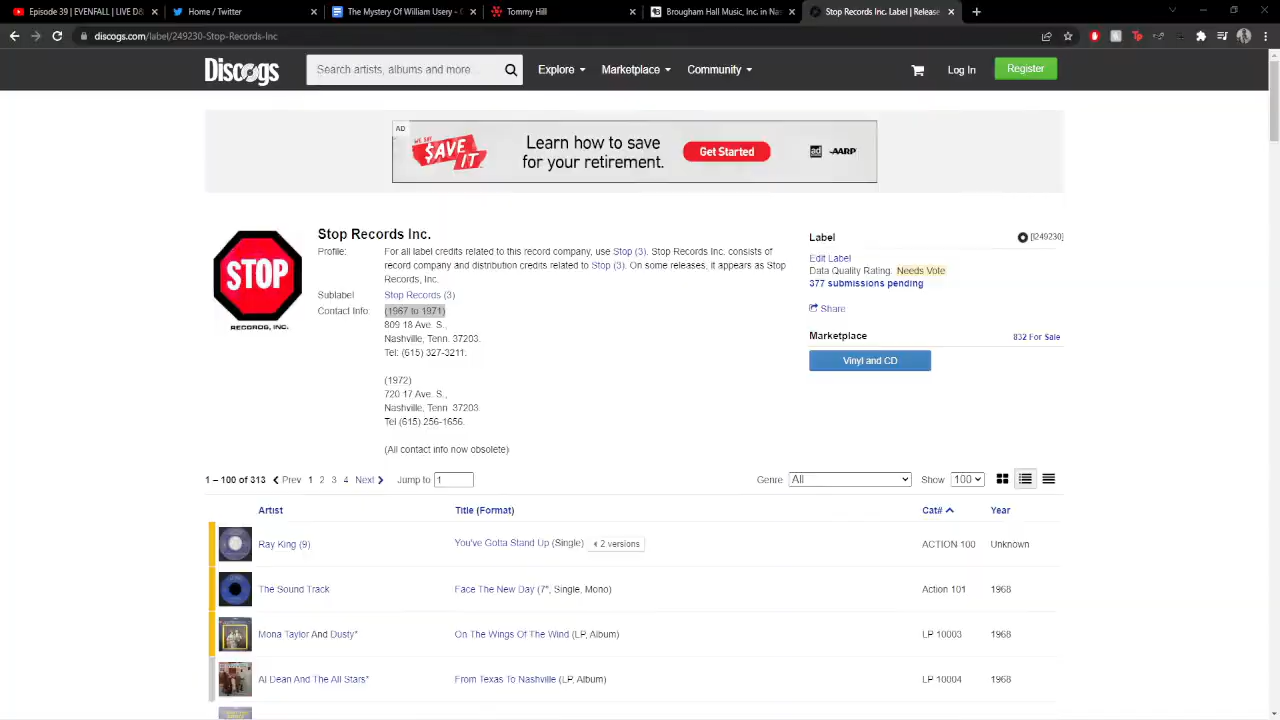 Episode 39 | EVENFALL | LIVE D&
Home / Twitter
The Mystery Of William Usery - G
Tommy Hill
Brougham Hall Music, Inc. in Nas
Stop Records Inc. Label | Release
discogs.com/label/249230-Stop-Records-Inc
Discogs
Search artists, albums and more...
Explore
Marketplace
Community
Log In
Register
AD
WE SAY $AVE IT
Learn how to save
for your retirement.
Get Started
ad AARP
STOP
RECORDS, INC.
Stop Records Inc.
Profile: For all label credits related to this record company, use Stop (3). Stop Records Inc. consists of
record company and distribution credits related to Stop (3). On some releases, it appears as Stop
Records, Inc.
Sublabel Stop Records (3)
Contact Info: (1967 to 1971)
809 18 Ave. S.,
Nashville, Tenn. 37203.
Tel: (615) 327-3211.
(1972)
720 17 Ave. S.,
Nashville, Tenn. 37203.
Tel (615) 256-1656.
(All contact info now obsolete)
Label [l249230]
Edit Label
Data Quality Rating: Needs Vote
377 submissions pending
Share
Marketplace 832 For Sale
Vinyl and CD
1 – 100 of 313 Prev 1 2 3 4 Next Jump to 1 Genre All Show 100
Artist Title (Format) Cat# Year
Ray King (9) You've Gotta Stand Up (Single) 2 versions ACTION 100 Unknown
The Sound Track Face The New Day (7", Single, Mono) Action 101 1968
Mona Taylor And Dusty* On The Wings Of The Wind (LP, Album) LP 10003 1968
Al Dean And The All Stars* From Texas To Nashville (LP, Album) LP 10004 1968